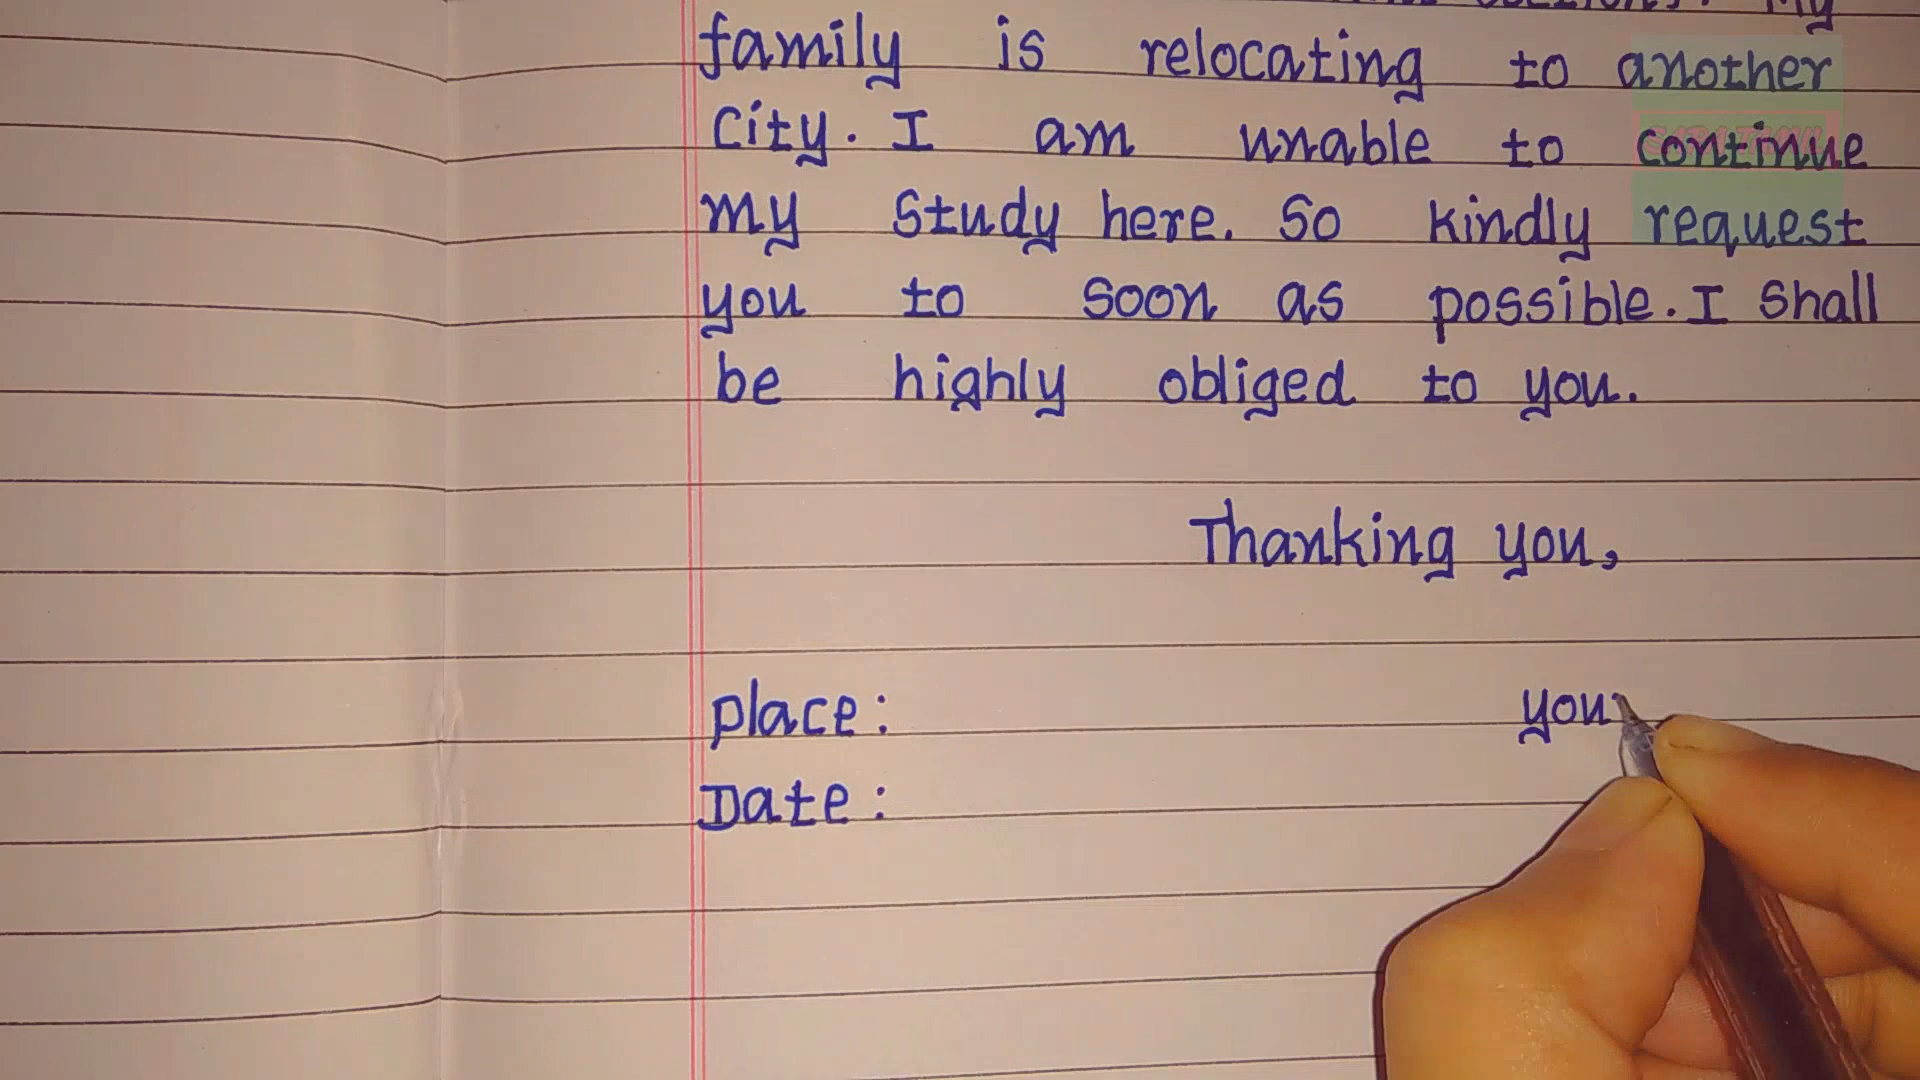 My
family is relocating to another
City. I am unable to continue
my study here. So kindly request
you to soon as possible. I shall
be highly obliged to you.
Thanking you,
place: you
Date: